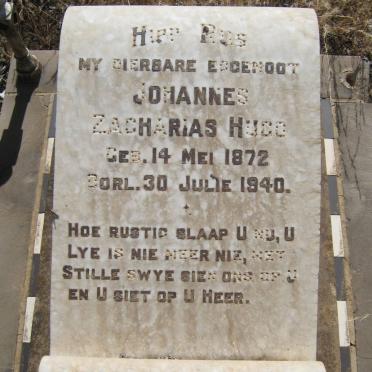 HIER RUS
MY DIERBARE EGGENOOT
JOHANNES
ZACHARIAS HUGO
GEB. 14 MEI 1872
OORL. 30 JULIE 1940.
HOE RUSTIG SLAAP U NU, U
LYE IS NIE MEER NIE, MET
STILLE SWYE SIEN ONS OP U
EN U SIET OP U HEER.